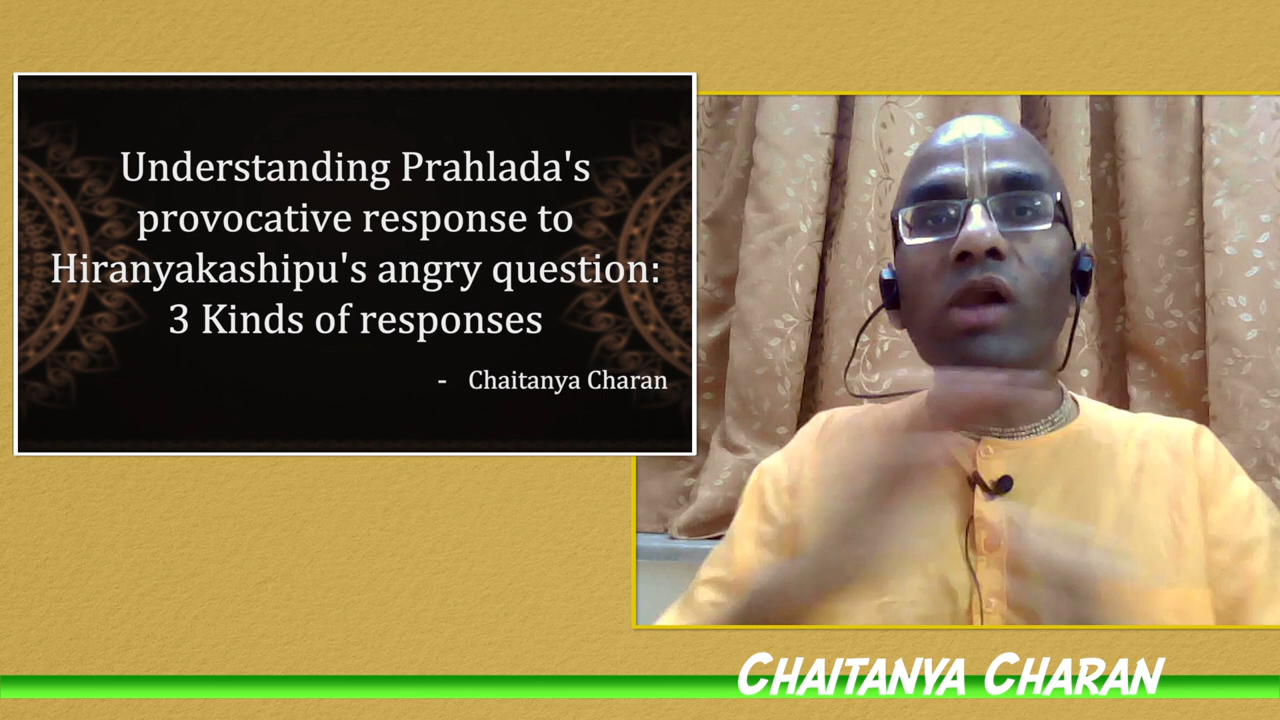 Understanding Prahlada's
provocative response to
Hiranyakashipu's angry question:
3 Kinds of responses
- Chaitanya Charan
CHAITANYA CHARAN